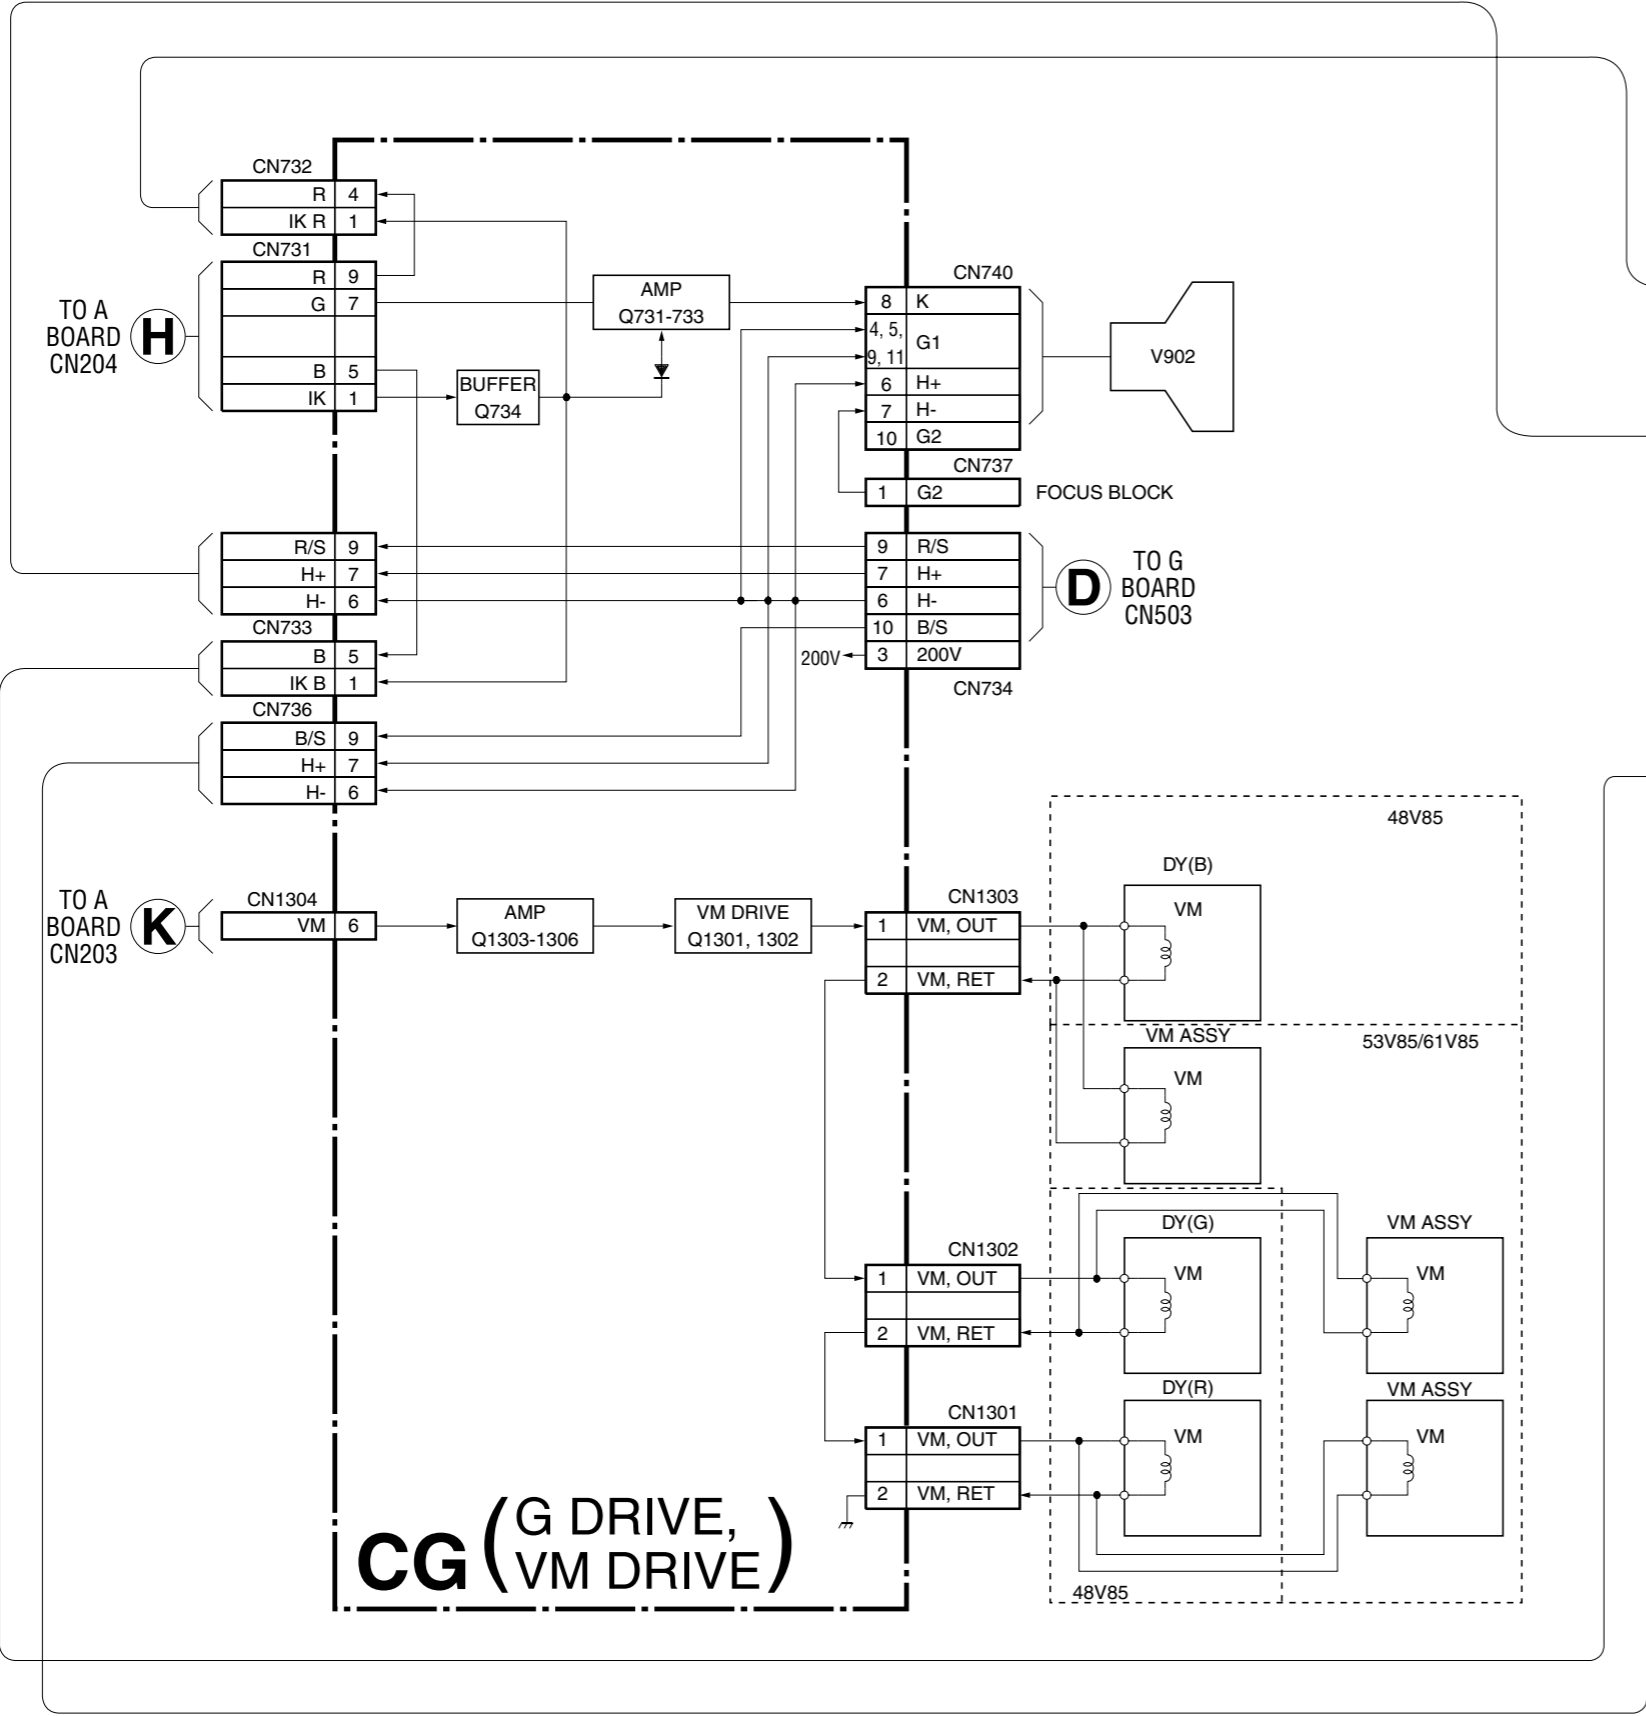 CN732
R 4
IK R 1
CN731
R 9
G 7
B 5
IK 1
TO A
BOARD
CN204
H
AMP
Q731-733
BUFFER
Q734
CN740
8 K
4, 5,
9, 11
G1
6 H+
7 H-
10 G2
V902
CN737
1 G2
FOCUS BLOCK
R/S 9
H+ 7
H- 6
9 R/S
7 H+
6 H-
10 B/S
200V
3 200V
CN734
D
TO G
BOARD
CN503
CN733
B 5
IK B 1
CN736
B/S 9
H+ 7
H- 6
TO A
BOARD
CN203
K
CN1304
VM 6
AMP
Q1303-1306
VM DRIVE
Q1301, 1302
CN1303
1 VM, OUT
2 VM, RET
48V85
DY(B)
VM
53V85/61V85
VM ASSY
VM
CN1302
1 VM, OUT
2 VM, RET
DY(G)
VM
VM ASSY
VM
CN1301
1 VM, OUT
2 VM, RET
DY(R)
VM
VM ASSY
VM
48V85
CG (G DRIVE,
VM DRIVE)